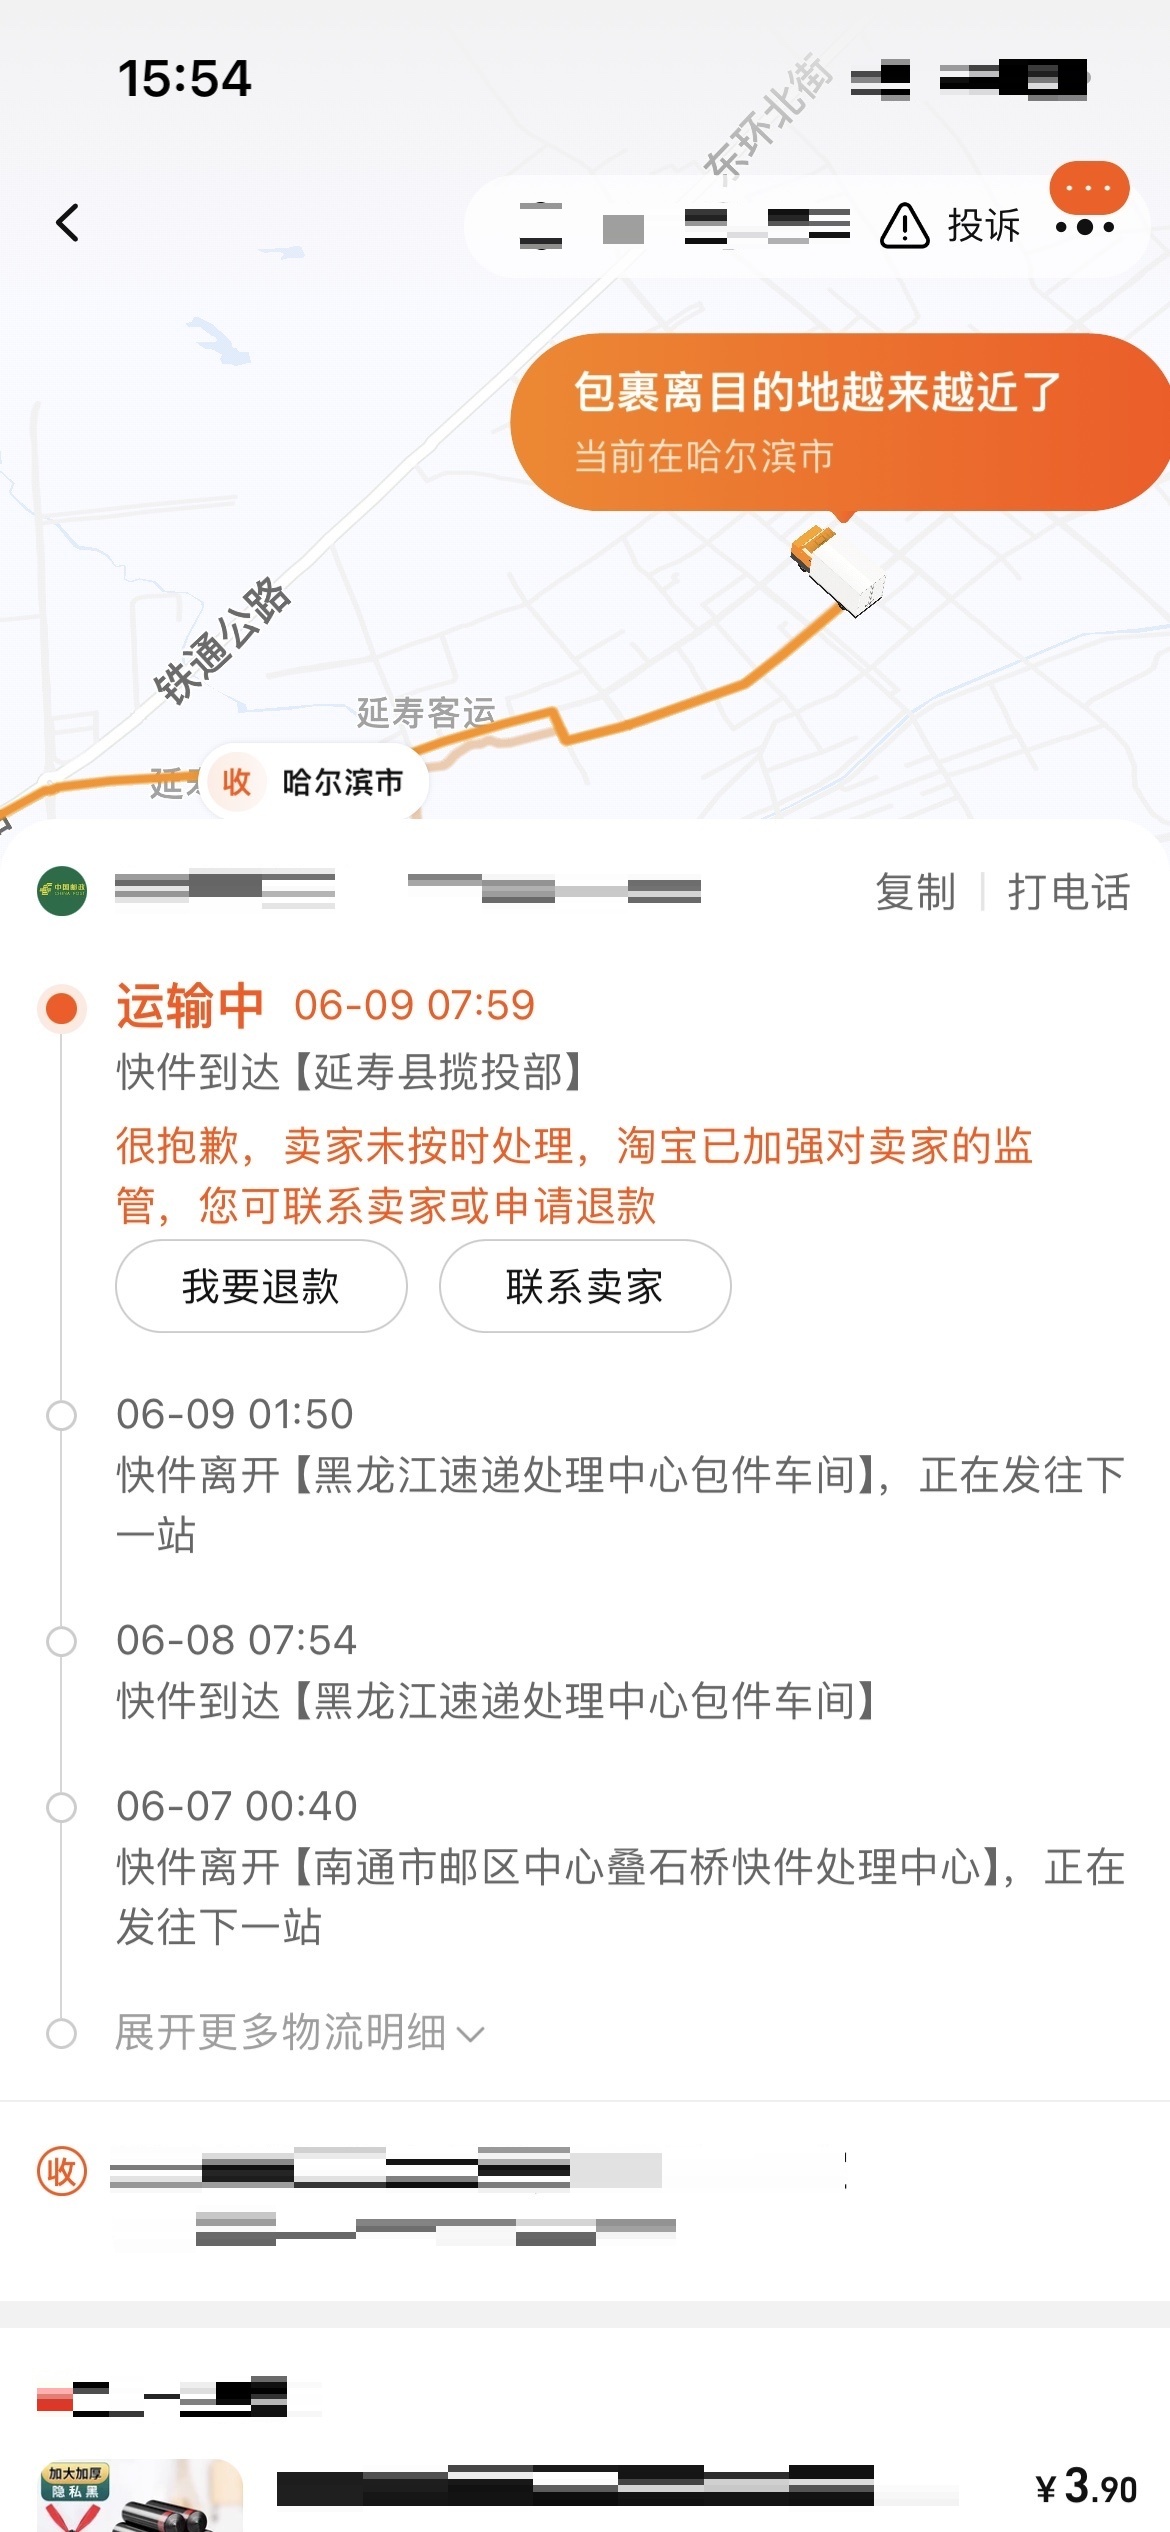 15:54
东环北街
投诉
包裹离目的地越来越近了
当前在哈尔滨市
铁通公路
延寿客运
收 哈尔滨市
中国邮政
CHINA POST
复制 | 打电话
运输中 06-09 07:59
快件到达【延寿县揽投部】
很抱歉，卖家未按时处理，淘宝已加强对卖家的监
管，您可联系卖家或申请退款
我要退款 联系卖家
06-09 01:50
快件离开【黑龙江速递处理中心包件车间】，正在发往下
一站
06-08 07:54
快件到达【黑龙江速递处理中心包件车间】
06-07 00:40
快件离开【南通市邮区中心叠石桥快件处理中心】，正在
发往下一站
展开更多物流明细
收
加大加厚
隐私黑
¥3.90